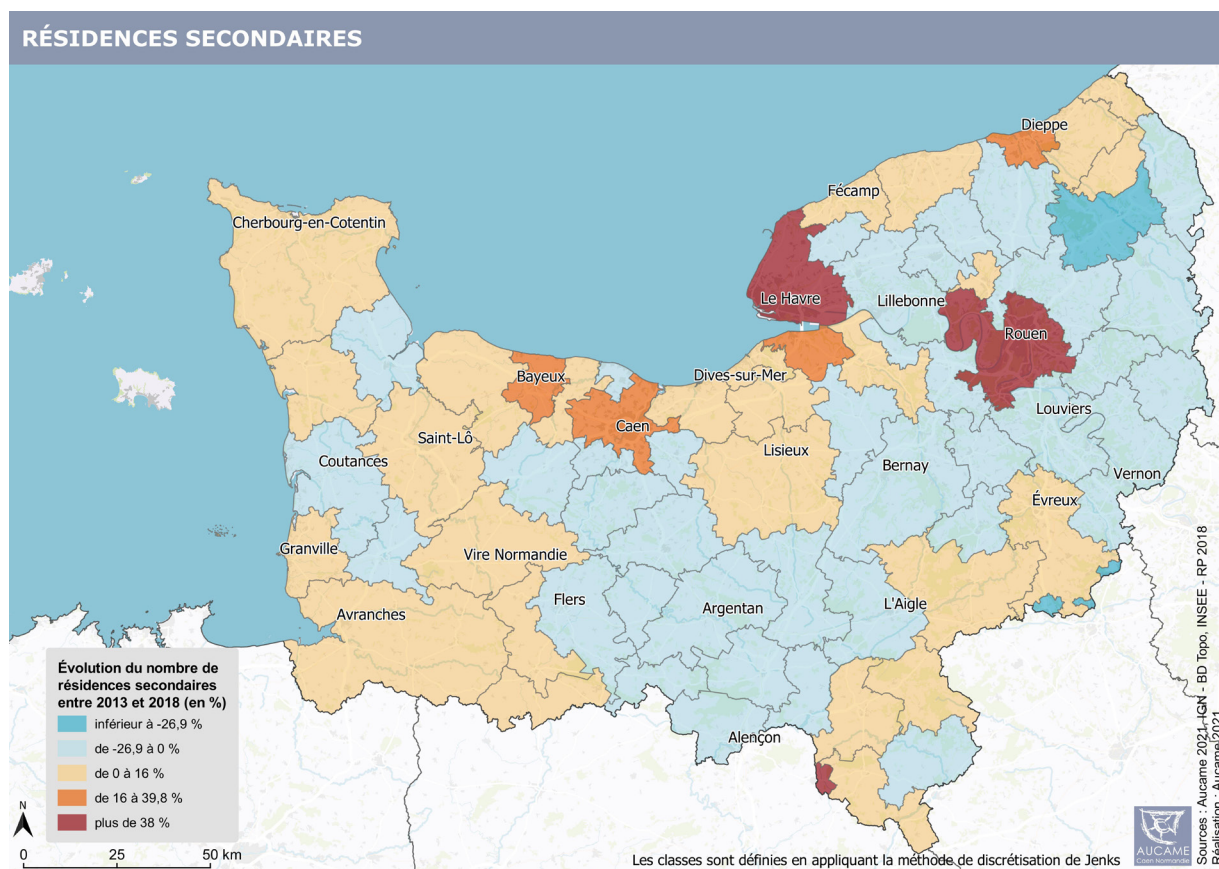 RÉSIDENCES SECONDAIRES
Dieppe
Fécamp
Cherbourg-en-Cotentin
Le Havre
Lillebonne
Rouen
Bayeux
Dives-sur-Mer
Louviers
Caen
Saint-Lô
Lisieux
Coutances
Bernay
Vernon
Évreux
Granville
Vire Normandie
Flers
Argentan
L'Aigle
Avranches
Alençon
Évolution du nombre de
résidences secondaires
entre 2013 et 2018 (en %)
inférieur à -26,9 %
de -26,9 à 0 %
de 0 à 16 %
de 16 à 39,8 %
plus de 38 %
N
0 25 50 km
Les classes sont définies en appliquant la méthode de discrétisation de Jenks
AUCAME
Caen Normandie
Sources : Aucame 2021, IGN - BD Topo, INSEE - RP 2018
Réalisation : Aucame 2021